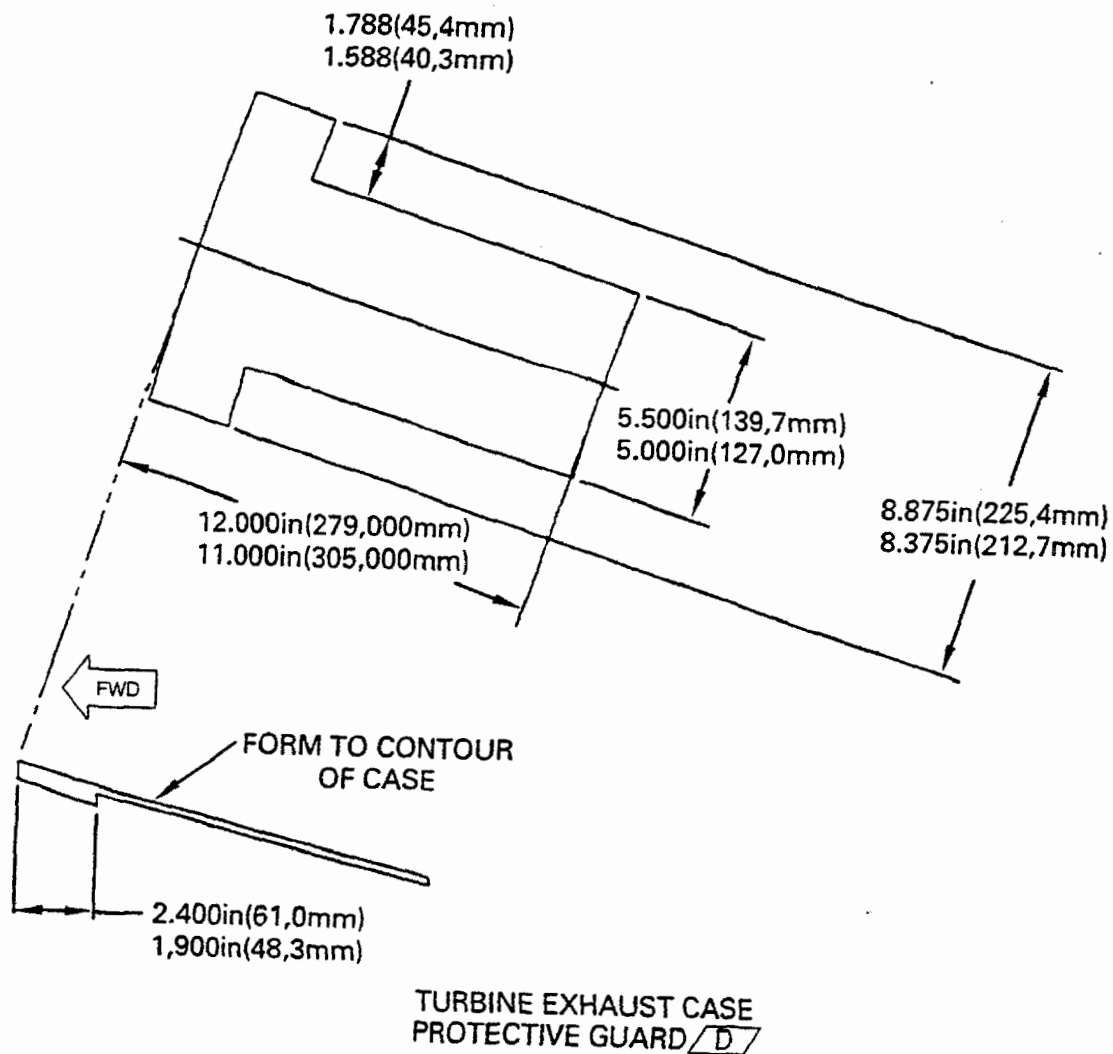 1.788(45,4mm)
1.588(40,3mm)
5.500in(139,7mm)
5.000in(127,0mm)
8.875in(225,4mm)
8.375in(212,7mm)
12.000in(279,000mm)
11.000in(305,000mm)
FWD
FORM TO CONTOUR
OF CASE
2.400in(61,0mm)
1,900in(48,3mm)
TURBINE EXHAUST CASE
PROTECTIVE GUARD D